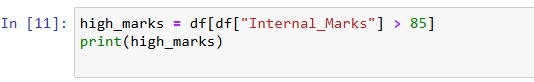 In [11]: high_marks = df[df["Internal_Marks"] > 85]
print(high_marks)